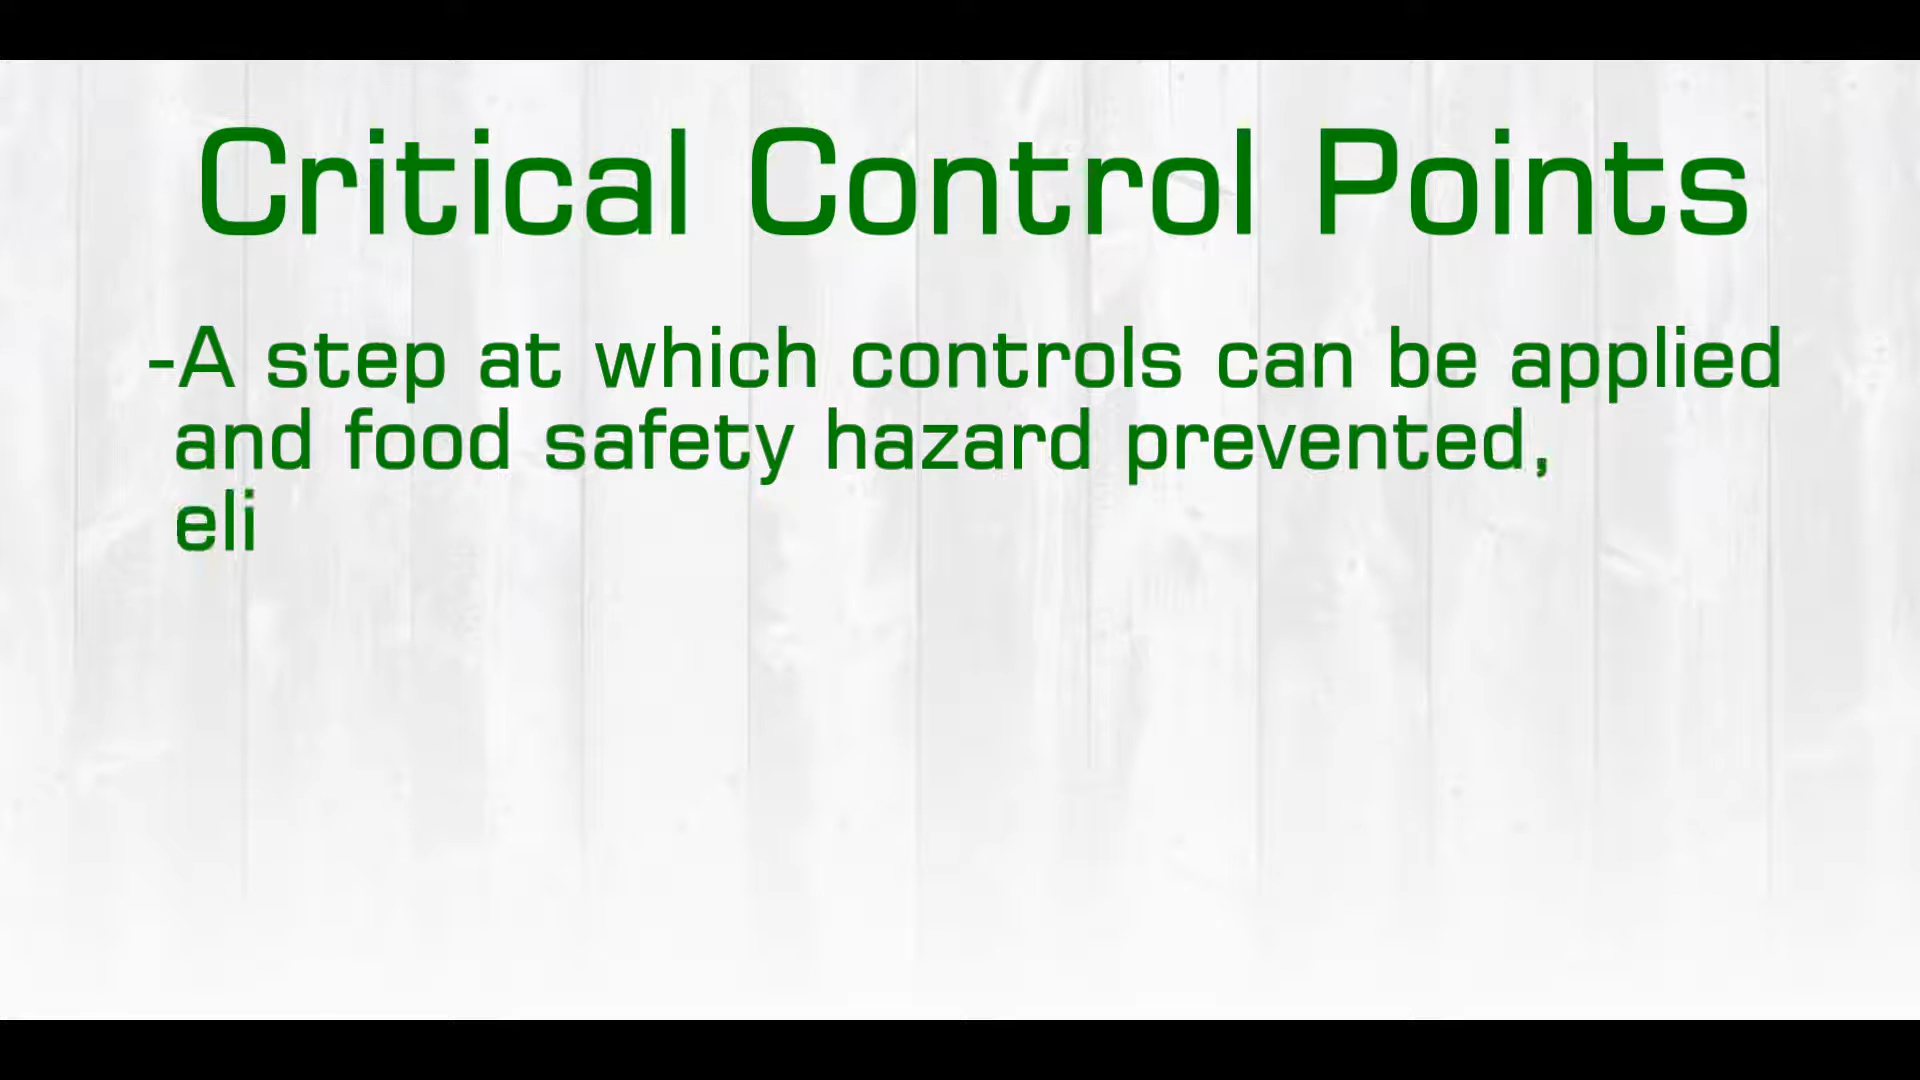 Critical Control Points
-A step at which controls can be applied
and food safety hazard prevented,
eli